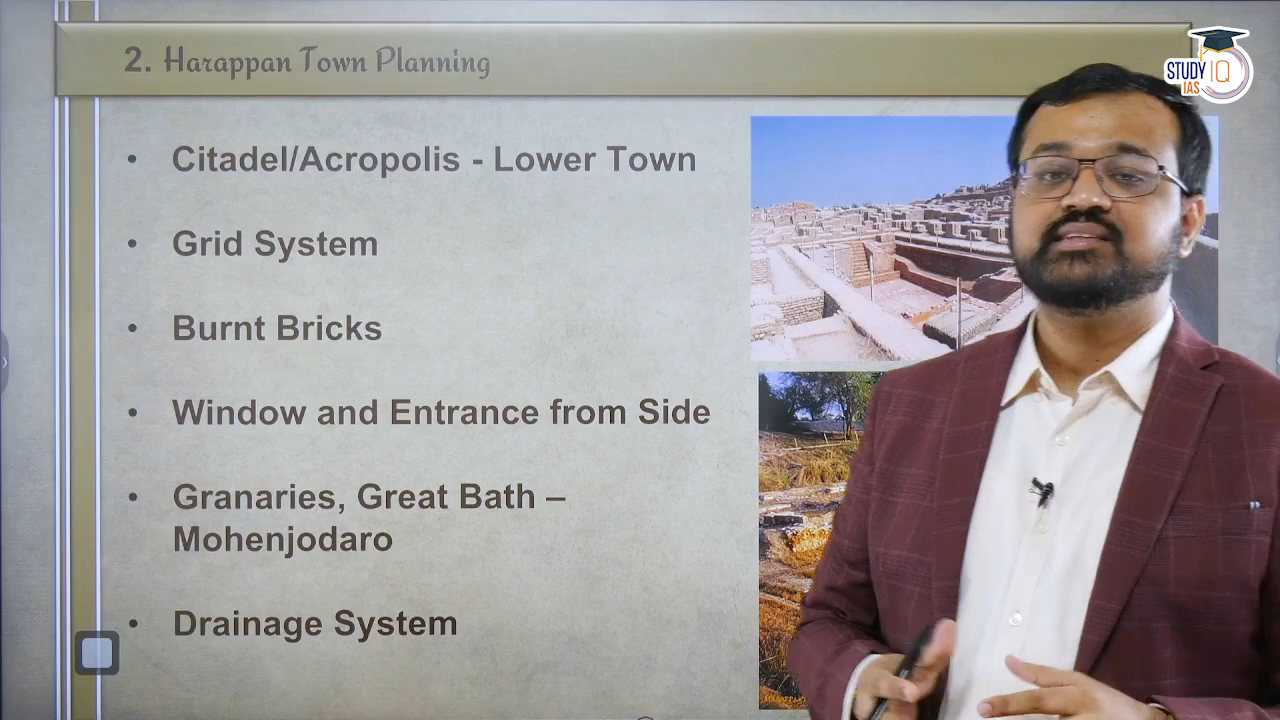 2. Harappan Town Planning
STUDY IQ
IAS
• Citadel/Acropolis - Lower Town
• Grid System
• Burnt Bricks
• Window and Entrance from Side
• Granaries, Great Bath –
Mohenjodaro
• Drainage System